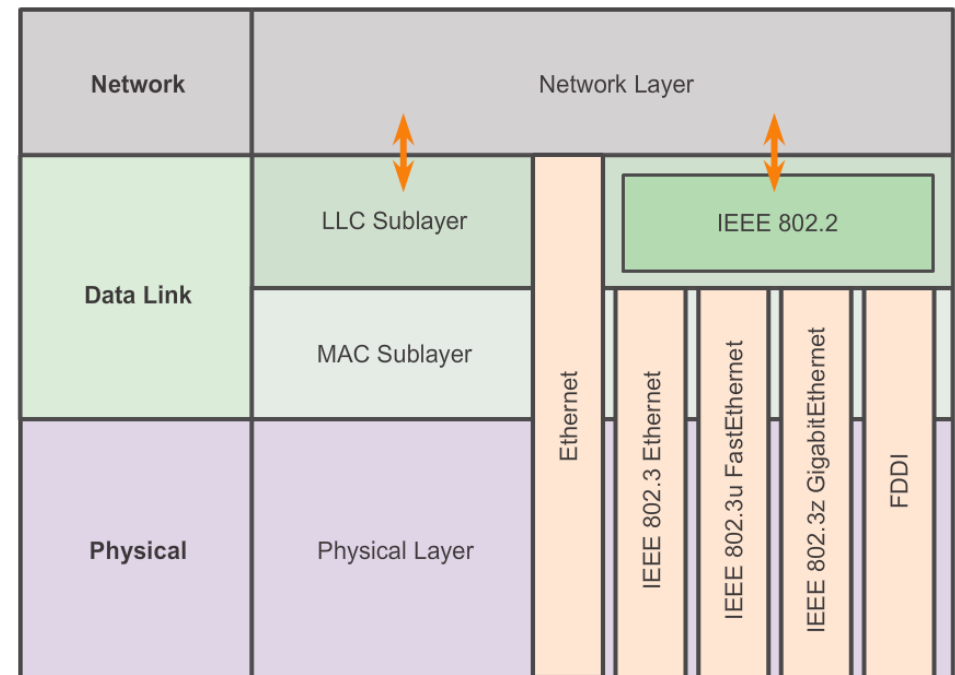 Network
Network Layer
LLC Sublayer
IEEE 802.2
Data Link
MAC Sublayer
Ethernet
IEEE 802.3 Ethernet
IEEE 802.3u FastEthernet
IEEE 802.3z GigabitEthernet
FDDI
Physical
Physical Layer